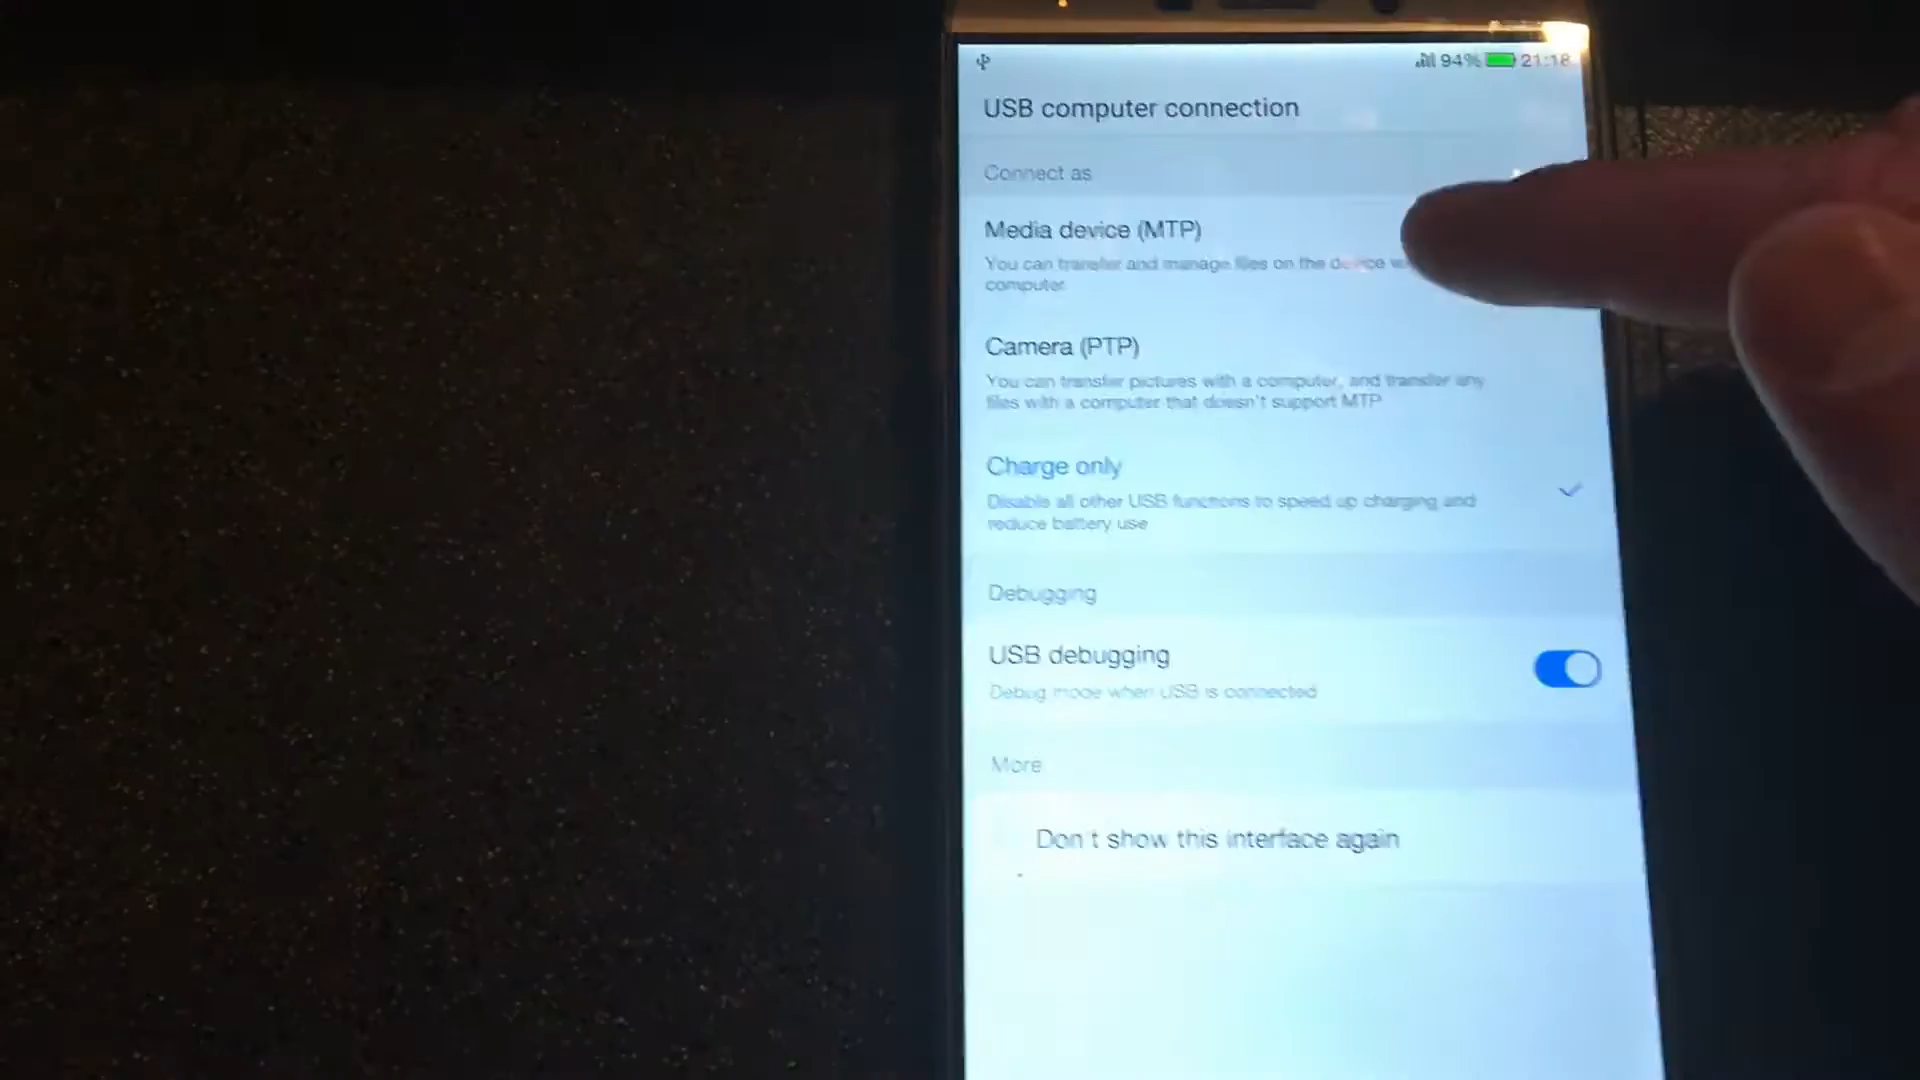 94% 21:18
USB computer connection
Connect as
Media device (MTP)
You can transfer and manage files on the device
computer
Camera (PTP)
You can transfer pictures with a computer, and transfer any
files with a computer that doesn't support MTP
Charge only
Disable all other USB functions to speed up charging and
reduce battery use
Debugging
USB debugging
Debug mode when USB is connected
More
Don't show this interface again